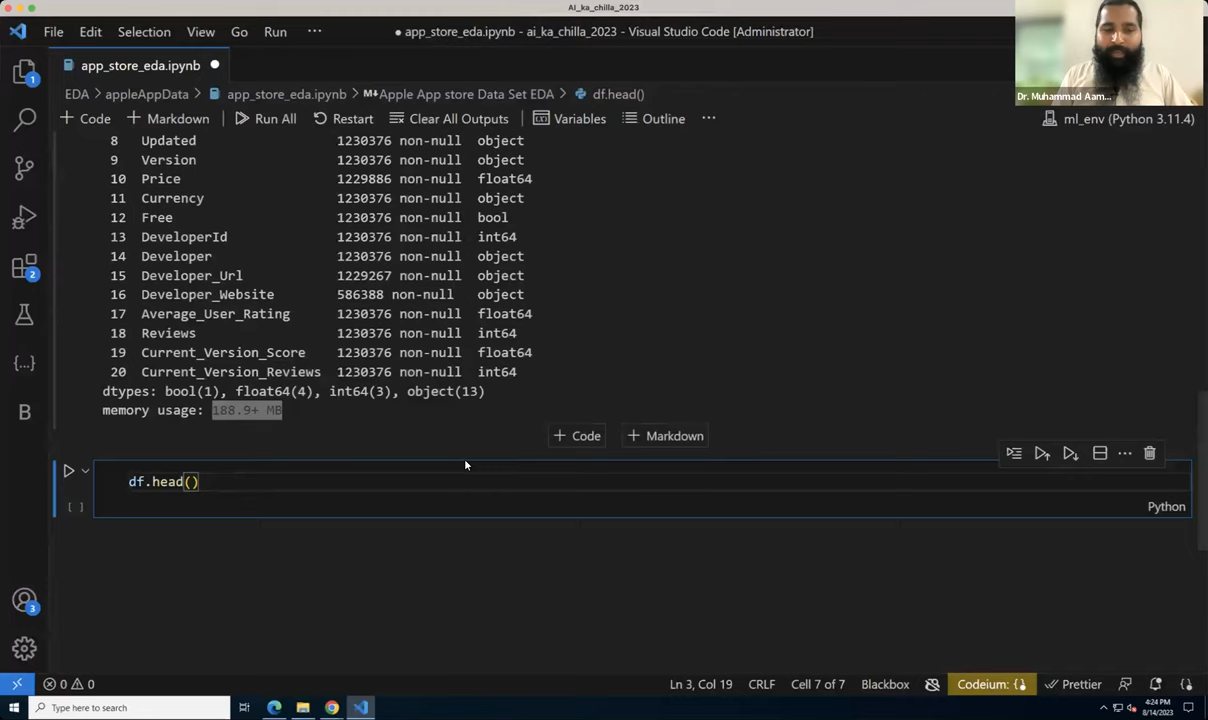 AI_ka_chilla_2023
File Edit Selection View Go Run ···
● app_store_eda.ipynb - ai_ka_chilla_2023 - Visual Studio Code [Administrator]
app_store_eda.ipynb ●
EDA > appleAppData > app_store_eda.ipynb > M↓Apple App store Data Set EDA > df.head()
+ Code + Markdown Run All Restart Clear All Outputs Variables Outline ··· ml_env (Python 3.11.4)
Dr. Muhammad Aam...
8 Updated 1230376 non-null object
9 Version 1230376 non-null object
10 Price 1229886 non-null float64
11 Currency 1230376 non-null object
12 Free 1230376 non-null bool
13 DeveloperId 1230376 non-null int64
14 Developer 1230376 non-null object
15 Developer_Url 1229267 non-null object
16 Developer_Website 586388 non-null object
17 Average_User_Rating 1230376 non-null float64
18 Reviews 1230376 non-null int64
19 Current_Version_Score 1230376 non-null float64
20 Current_Version_Reviews 1230376 non-null int64
dtypes: bool(1), float64(4), int64(3), object(13)
memory usage: 188.9+ MB
+ Code + Markdown
df.head()
[ ] Python
1
2
B
3
0 0 Ln 3, Col 19 CRLF Cell 7 of 7 Blackbox Codeium: {} Prettier
Type here to search
4:24 PM
8/14/2023